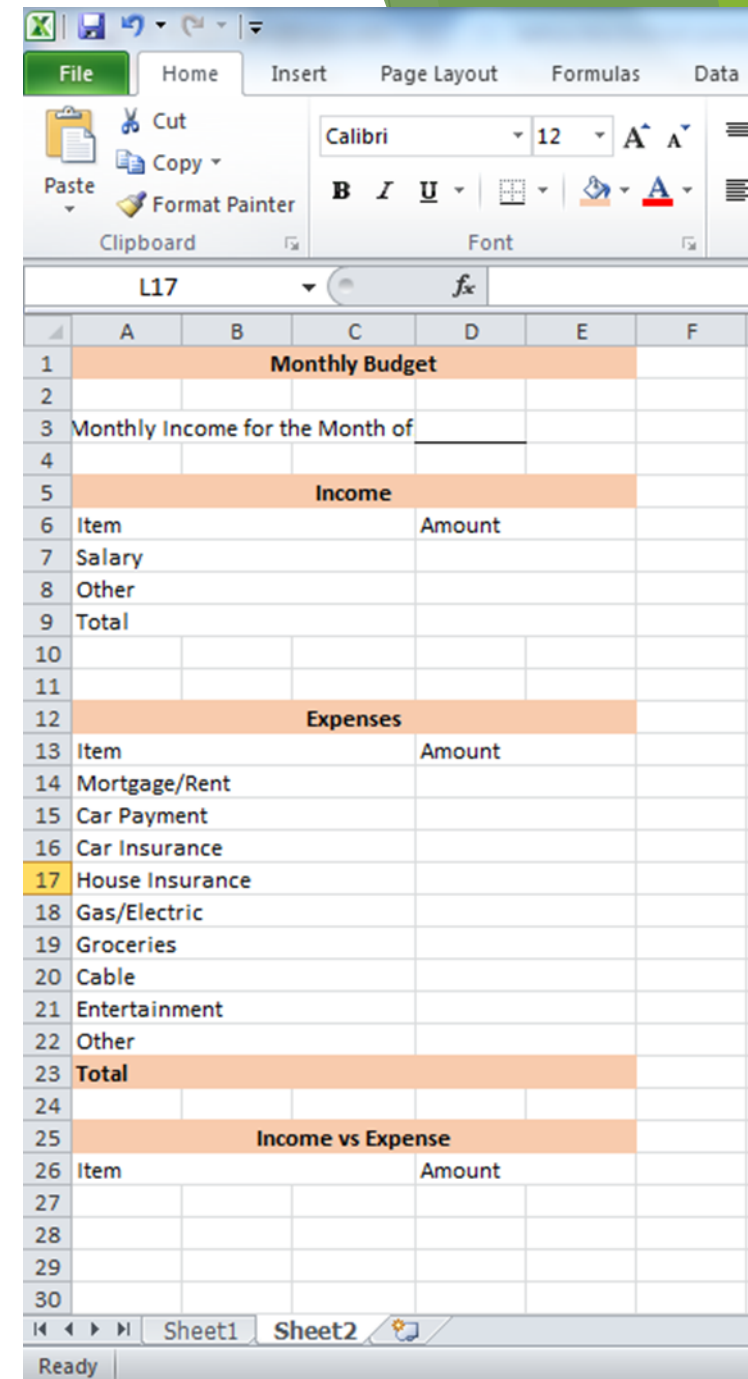 File Home Insert Page Layout Formulas Data
Cut
Calibri 12 A A
Copy
Paste
B I U A
Format Painter
Clipboard Font
L17 fx
A B C D E F
1 Monthly Budget
2
3 Monthly Income for the Month of
4
5 Income
6 Item Amount
7 Salary
8 Other
9 Total
10
11
12 Expenses
13 Item Amount
14 Mortgage/Rent
15 Car Payment
16 Car Insurance
17 House Insurance
18 Gas/Electric
19 Groceries
20 Cable
21 Entertainment
22 Other
23 Total
24
25 Income vs Expense
26 Item Amount
27
28
29
30
Sheet1 Sheet2
Ready